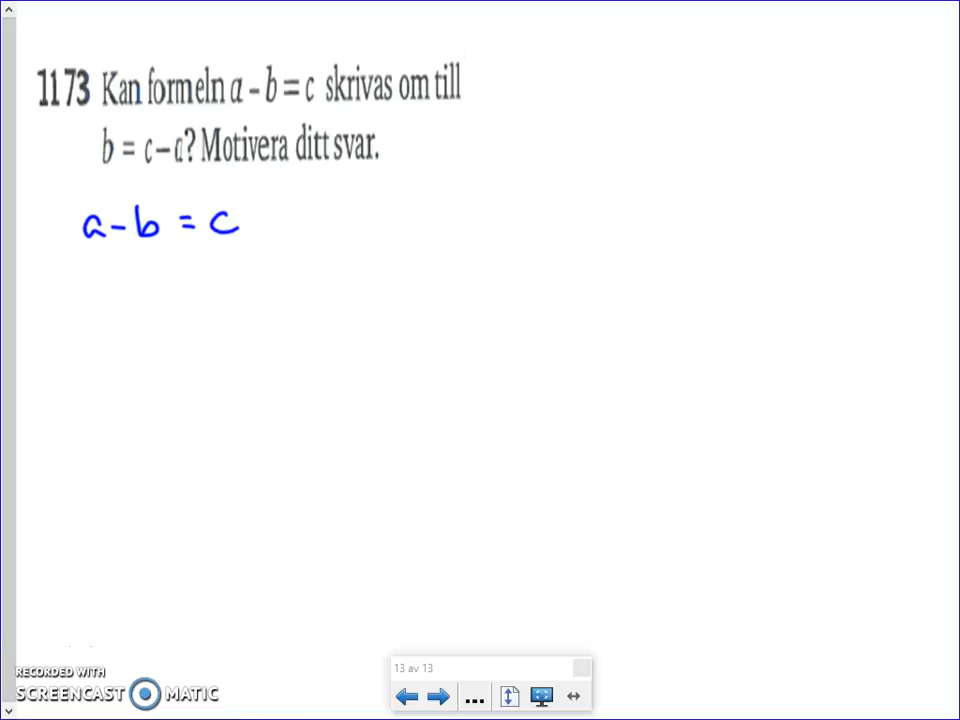 1173 Kan formeln a – b = c skrivas om till
b = c – a? Motivera ditt svar.
a - b = c
RECORDED WITH
SCREENCAST MATIC
13 av 13